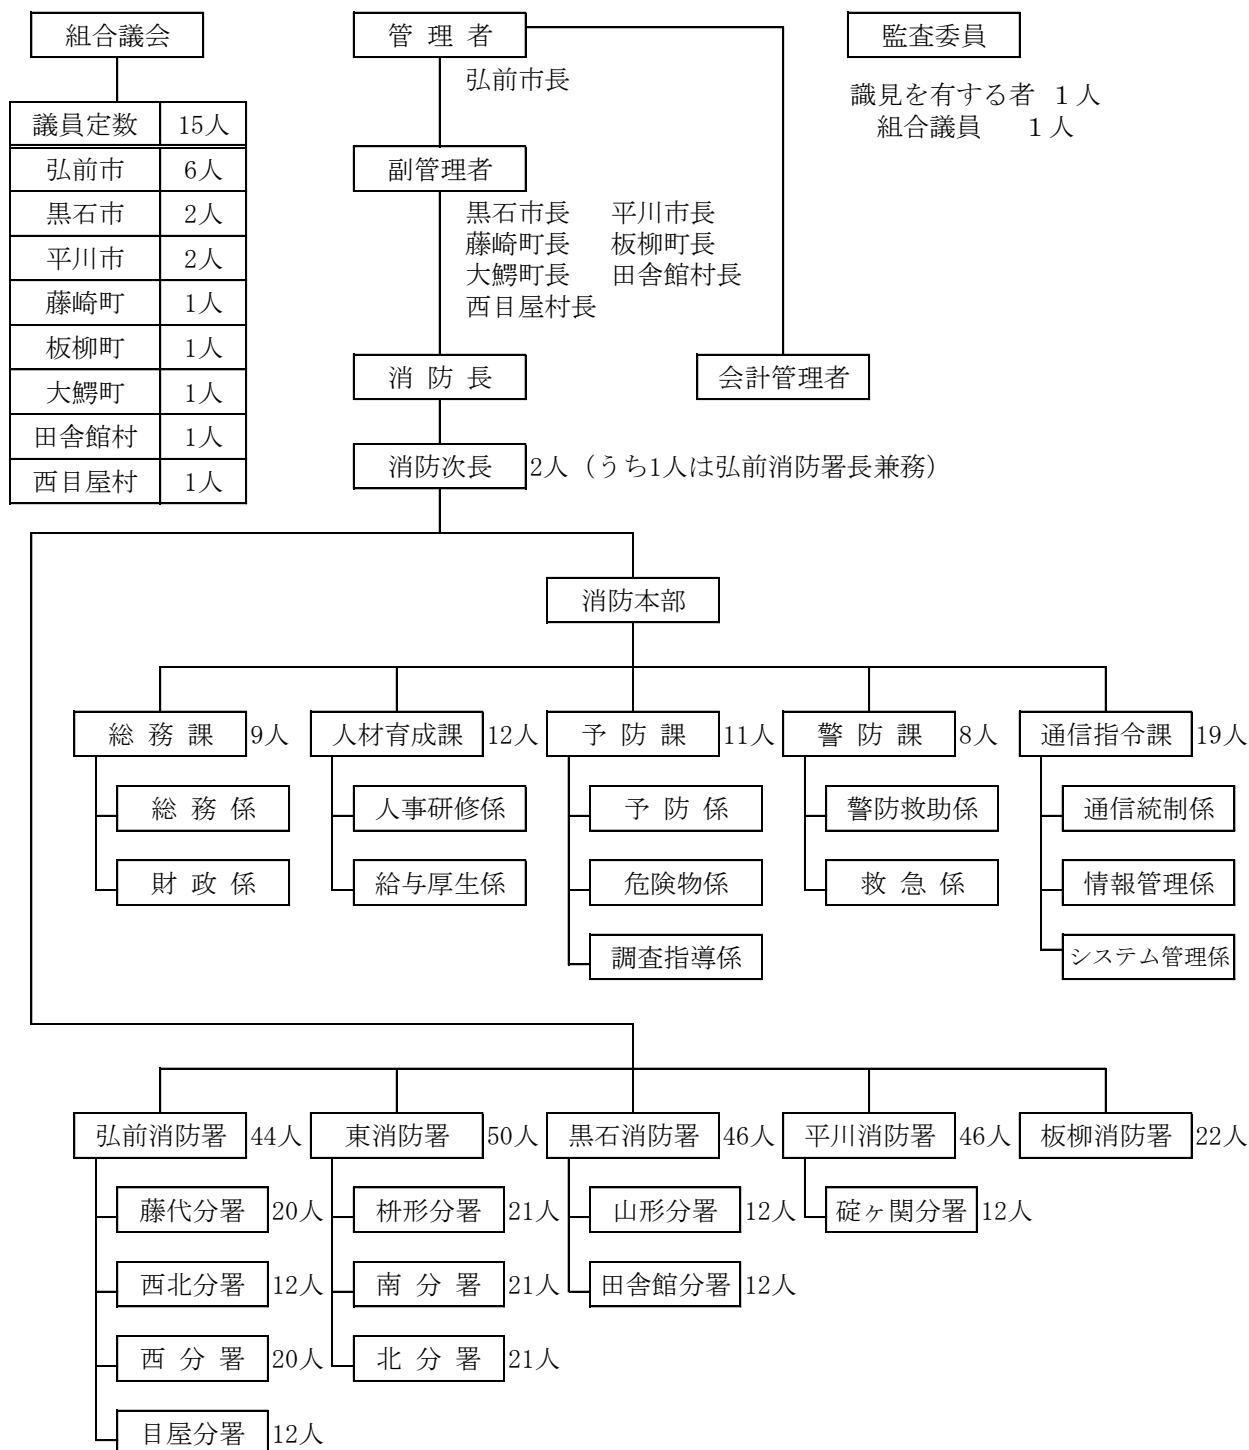 組合議会
管理者
監査委員
弘前市長
識見を有する者 1人
組合議員 1人
議員定数 15人
弘前市 6人
黒石市 2人
平川市 2人
藤崎町 1人
板柳町 1人
大鰐町 1人
田舎館村 1人
西目屋村 1人
副管理者
黒石市長 平川市長
藤崎町長 板柳町長
大鰐町長 田舎館村長
西目屋村長
消防長
会計管理者
消防次長 2人（うち1人は弘前消防署長兼務）
消防本部
総務課 9人 人材育成課 12人 予防課 11人 警防課 8人 通信指令課 19人
総務係 人事研修係 予防係 警防救助係 通信統制係
財政係 給与厚生係 危険物係 救急係 情報管理係
調査指導係 システム管理係
弘前消防署 44人 東消防署 50人 黒石消防署 46人 平川消防署 46人 板柳消防署 22人
藤代分署 20人 枡形分署 21人 山形分署 12人 碇ヶ関分署 12人
西北分署 12人 南分署 21人 田舎館分署 12人
西分署 20人 北分署 21人
目屋分署 12人